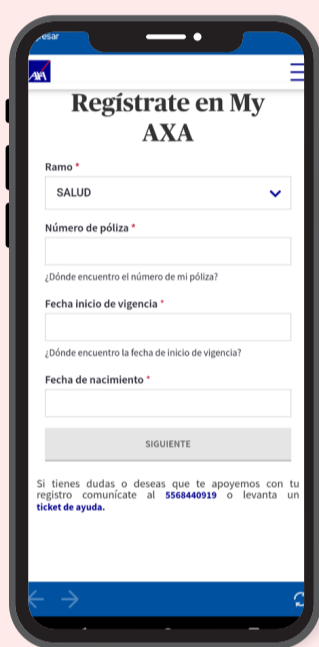 esar
AXA
Regístrate en My
AXA
Ramo *
SALUD
Número de póliza *
¿Dónde encuentro el número de mi póliza?
Fecha inicio de vigencia *
¿Dónde encuentro la fecha de inicio de vigencia?
Fecha de nacimiento *
SIGUIENTE
Si tienes dudas o deseas que te apoyemos con tu
registro comunícate al 5568440919 o levanta un
ticket de ayuda.